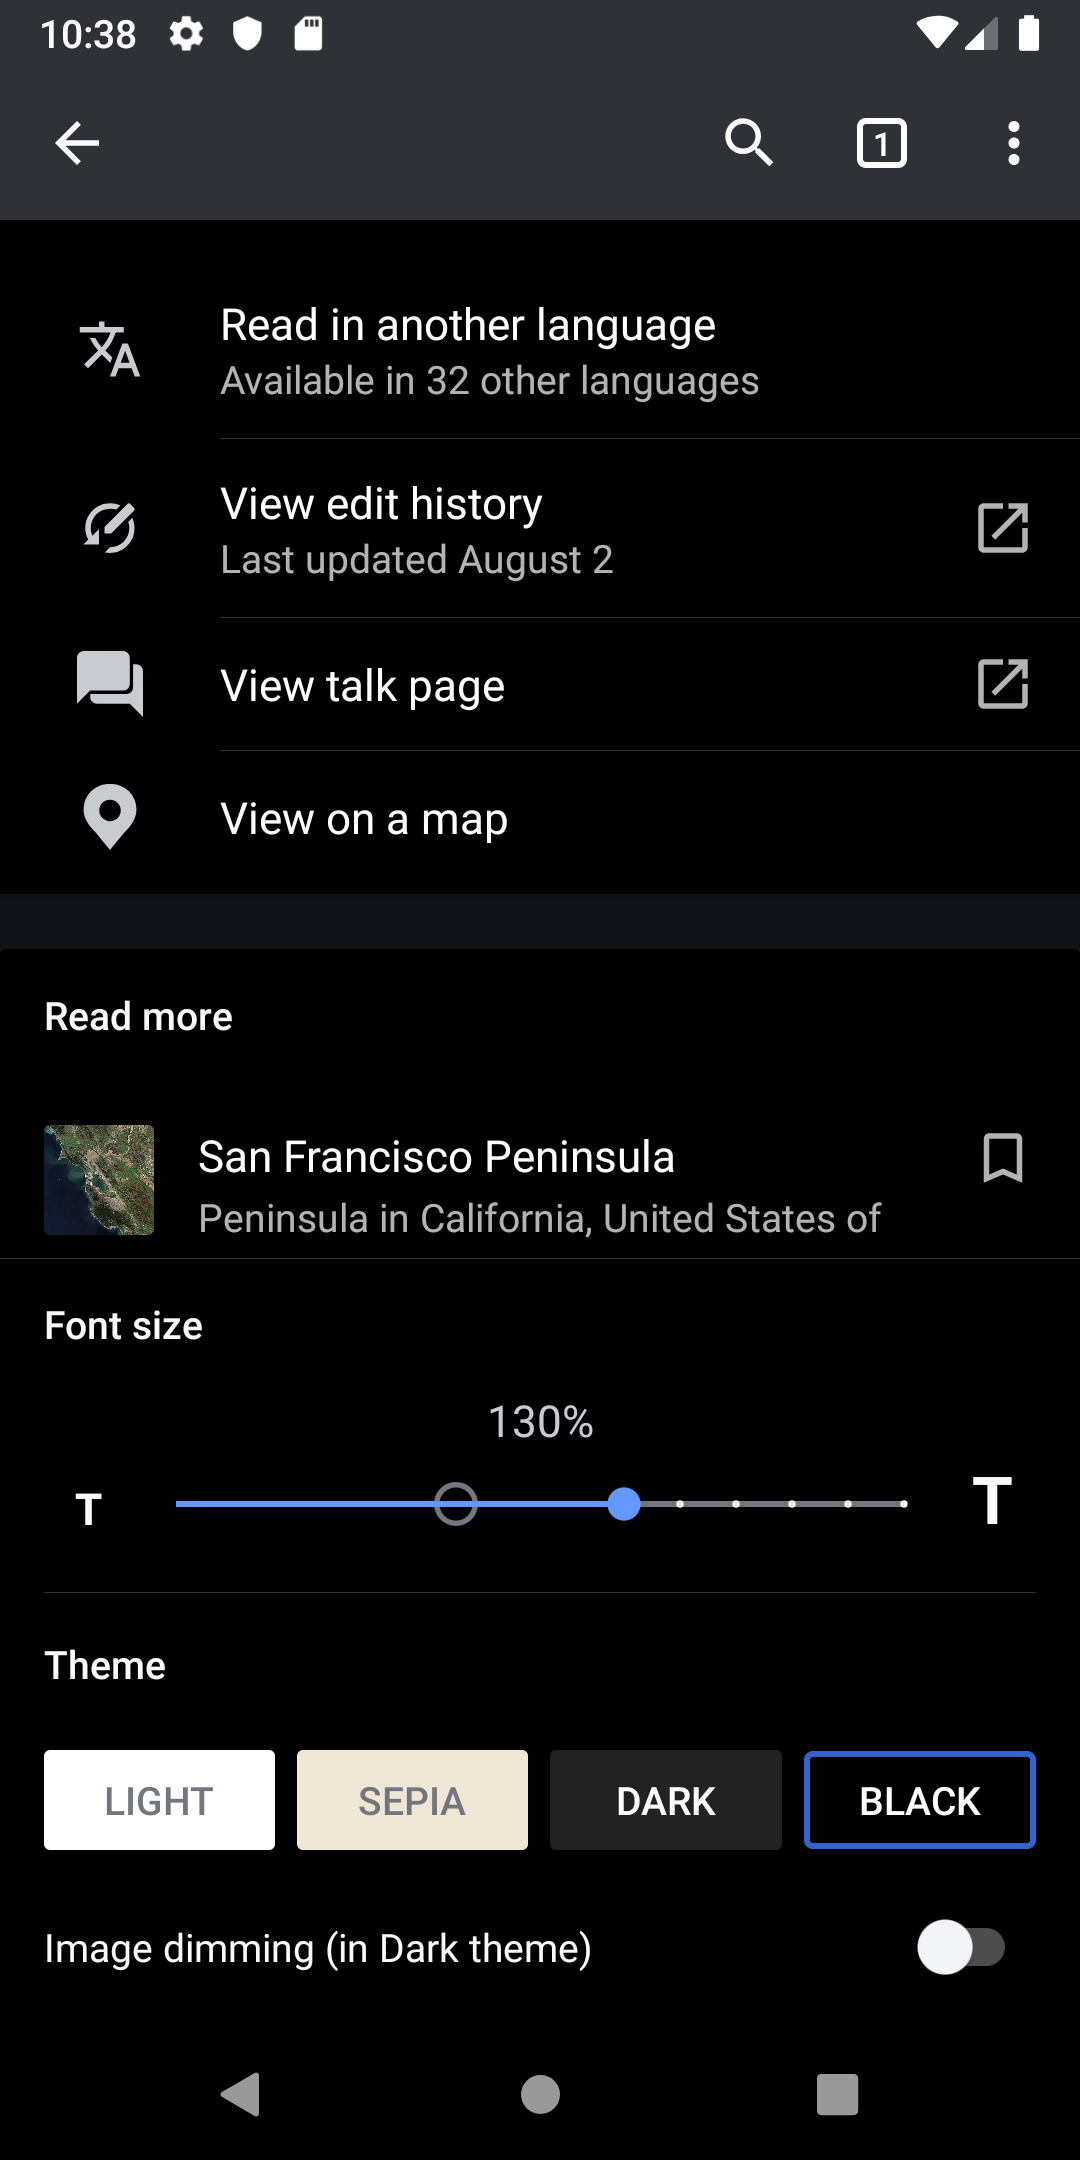 10:38
1
Read in another language
Available in 32 other languages
View edit history
Last updated August 2
View talk page
View on a map
Read more
San Francisco Peninsula
Peninsula in California, United States of
Font size
130%
T T
Theme
LIGHT SEPIA DARK BLACK
Image dimming (in Dark theme)